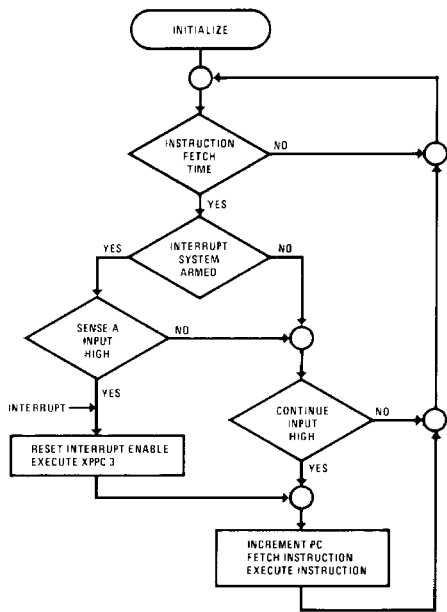 INITIALIZE
INSTRUCTION
FETCH
TIME
NO
YES
YES
INTERRUPT
SYSTEM
ARMED
NO
SENSE-A
INPUT
HIGH
NO
YES
INTERRUPT
CONTINUE
INPUT
HIGH
NO
RESET INTERRUPT ENABLE
EXECUTE XPPC 3
YES
INCREMENT PC
FETCH INSTRUCTION
EXECUTE INSTRUCTION